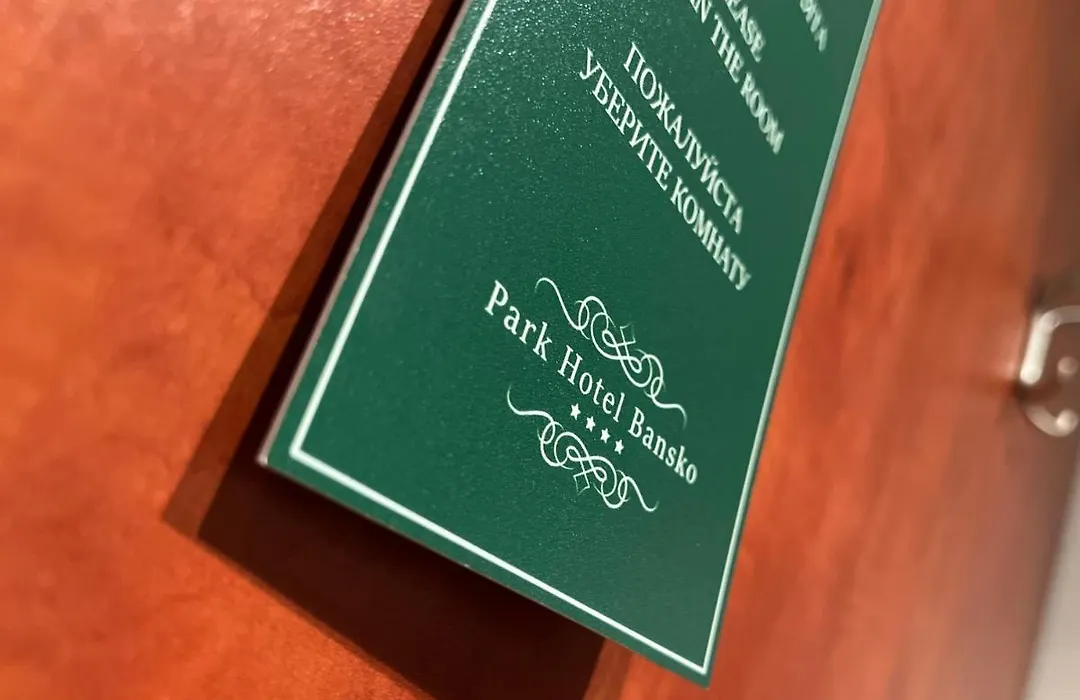 THE ROOM
ПОЖАЛУЙСТА
УБЕРИТЕ КОМНАТУ
Park Hotel Bansko